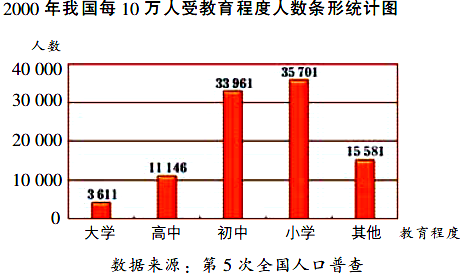 2000 年我国每 10 万人受教育程度人数条形统计图
人数
40 000
30 000
20 000
10 000
0
3 611
11 146
33 961
35 701
15 581
大学 高中 初中 小学 其他 教育程度
数据来源：第 5 次全国人口普查